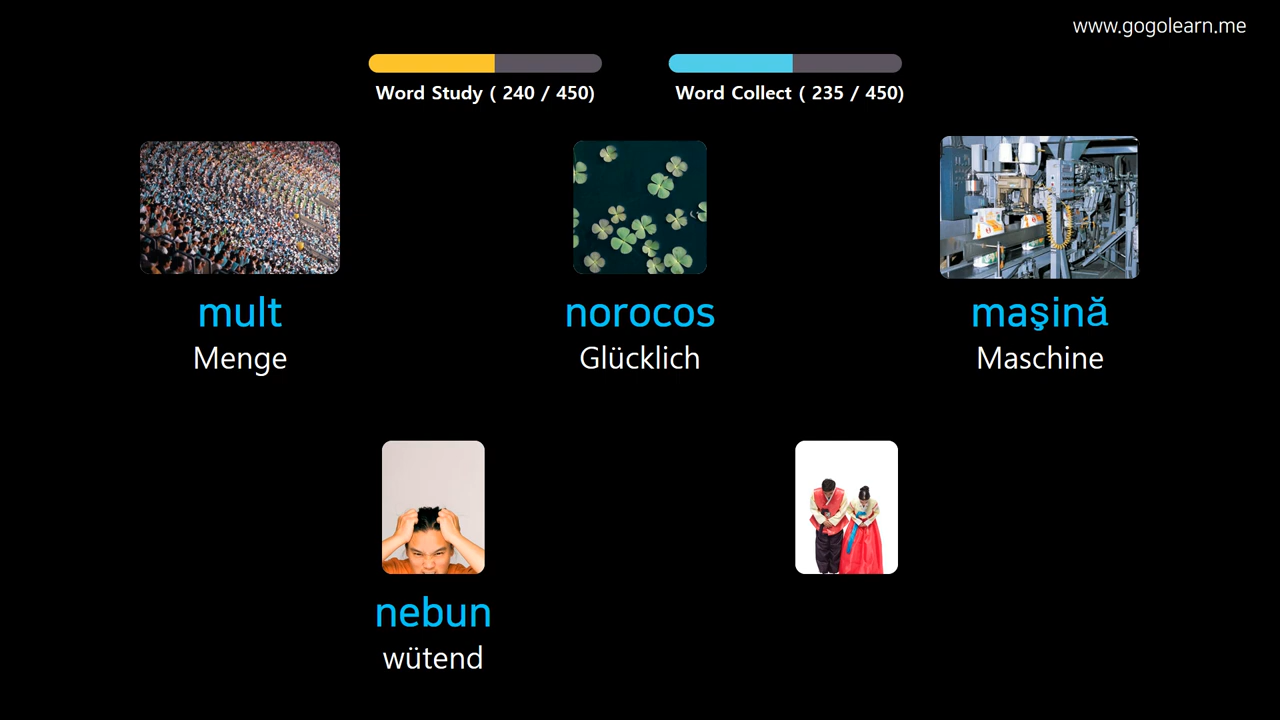 www.gogolearn.me
Word Study ( 240 / 450)
Word Collect ( 235 / 450)
mult
Menge
norocos
Glücklich
maşină
Maschine
nebun
wütend